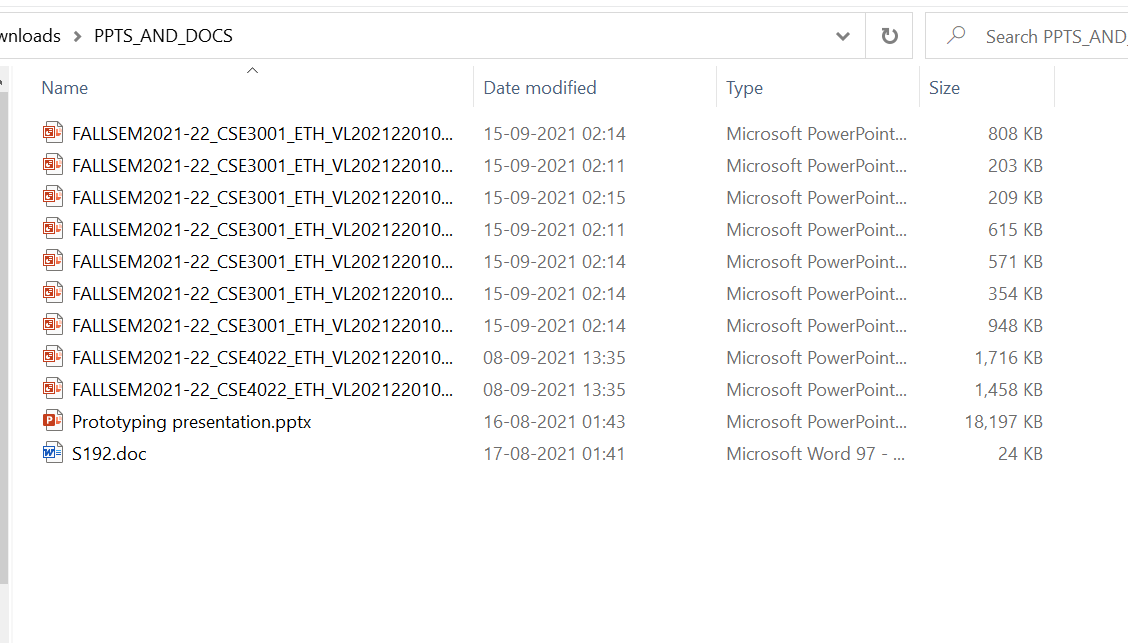 wnloads > PPTS_AND_DOCS Search PPTS_AND_
Name Date modified Type Size
FALLSEM2021-22_CSE3001_ETH_VL202122010... 15-09-2021 02:14 Microsoft PowerPoint... 808 KB
FALLSEM2021-22_CSE3001_ETH_VL202122010... 15-09-2021 02:11 Microsoft PowerPoint... 203 KB
FALLSEM2021-22_CSE3001_ETH_VL202122010... 15-09-2021 02:15 Microsoft PowerPoint... 209 KB
FALLSEM2021-22_CSE3001_ETH_VL202122010... 15-09-2021 02:11 Microsoft PowerPoint... 615 KB
FALLSEM2021-22_CSE3001_ETH_VL202122010... 15-09-2021 02:14 Microsoft PowerPoint... 571 KB
FALLSEM2021-22_CSE3001_ETH_VL202122010... 15-09-2021 02:14 Microsoft PowerPoint... 354 KB
FALLSEM2021-22_CSE3001_ETH_VL202122010... 15-09-2021 02:14 Microsoft PowerPoint... 948 KB
FALLSEM2021-22_CSE4022_ETH_VL202122010... 08-09-2021 13:35 Microsoft PowerPoint... 1,716 KB
FALLSEM2021-22_CSE4022_ETH_VL202122010... 08-09-2021 13:35 Microsoft PowerPoint... 1,458 KB
Prototyping presentation.pptx 16-08-2021 01:43 Microsoft PowerPoint... 18,197 KB
S192.doc 17-08-2021 01:41 Microsoft Word 97 - ... 24 KB